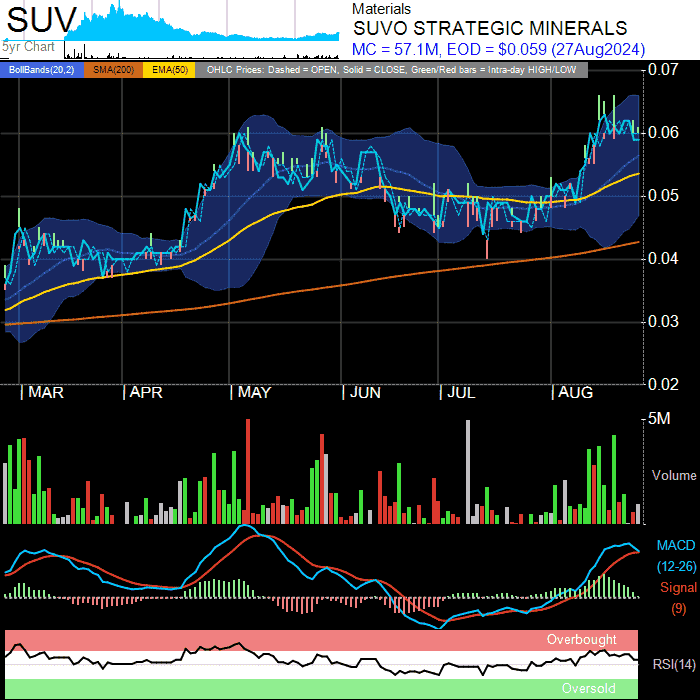 SUV
5yr Chart
Materials
SUVO STRATEGIC MINERALS
MC = 57.1M, EOD = $0.059 (27Aug2024)
BollBands(20,2) SMA(200) EMA(50) OHLC Prices: Dashed = OPEN, Solid = CLOSE, Green/Red bars = Intra-day HIGH/LOW
0.07
0.06
0.05
0.04
0.03
0.02
| MAR | APR | MAY | JUN | JUL | AUG
5M
Volume
MACD
(12-26)
Signal
(9)
Overbought
RSI(14)
Oversold